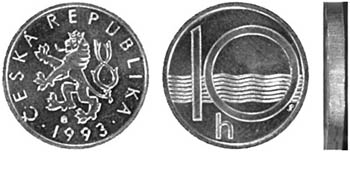 ČESKÁ REPUBLIKA
· 1993 ·
10
h